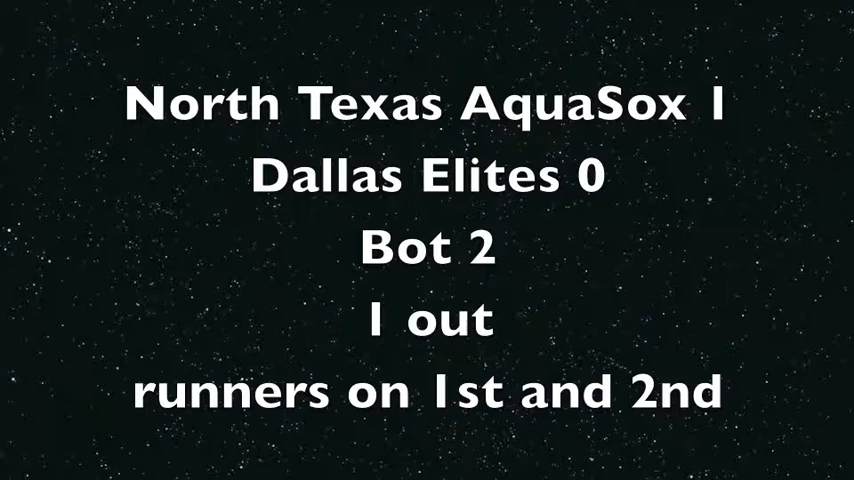 North Texas AquaSox 1
Dallas Elites 0
Bot 2
1 out
runners on 1st and 2nd